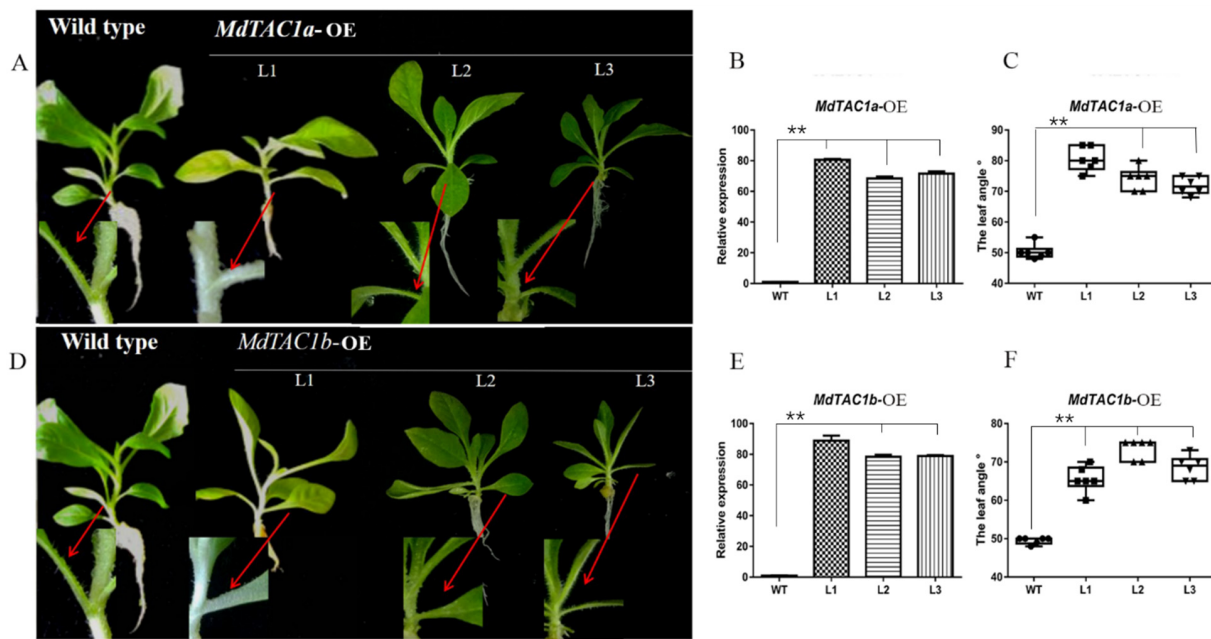 A
Wild type
MdTAC1a-OE
L1
L2
L3
B
MdTAC1a-OE
**
Relative expression
100
80
60
40
20
0
WT
L1
L2
L3
C
MdTAC1a-OE
**
The leaf angle °
90
80
70
60
50
40
WT
L1
L2
L3
D
Wild type
MdTAC1b-OE
L1
L2
L3
E
MdTAC1b-OE
**
Relative expression
100
80
60
40
20
0
WT
L1
L2
L3
F
MdTAC1b-OE
**
The leaf angle °
80
70
60
50
40
WT
L1
L2
L3